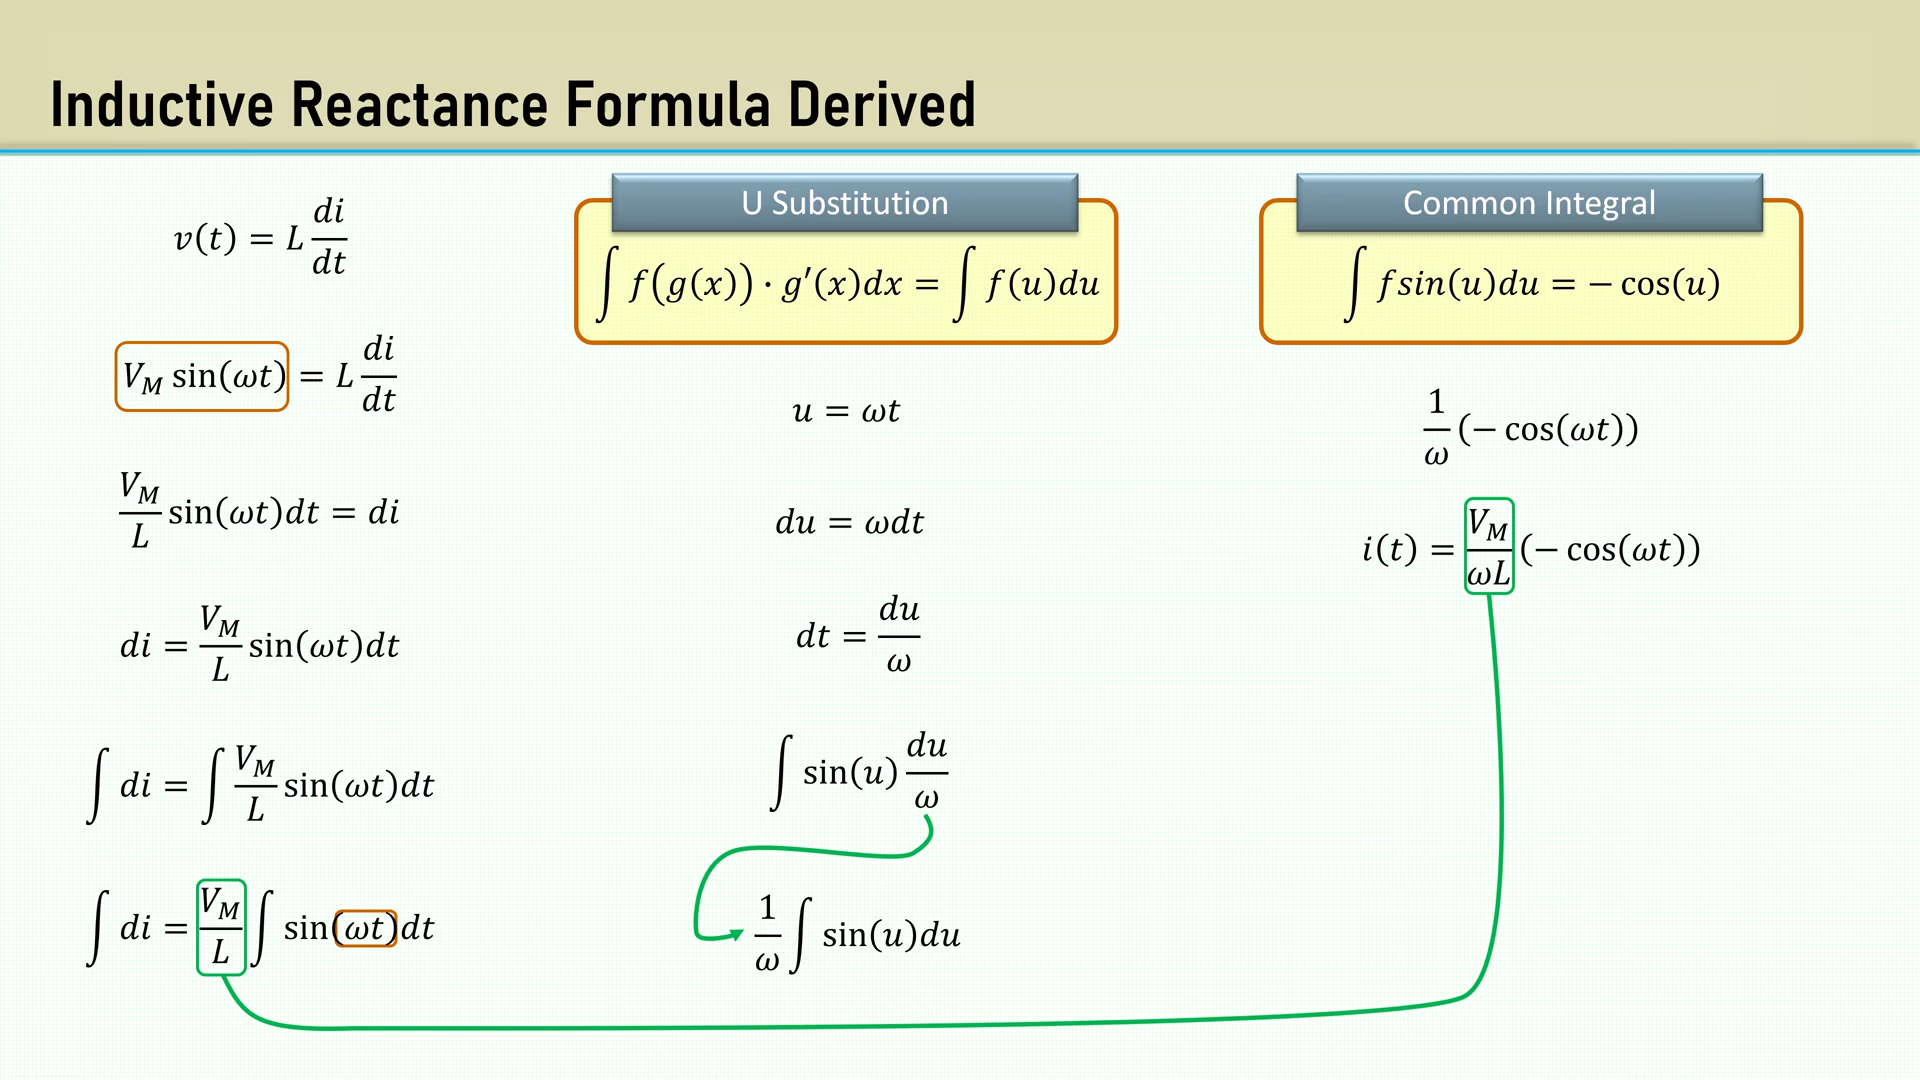 Inductive Reactance Formula Derived
v(t) = L di/dt
V_M sin(ωt) = L di/dt
V_M/L sin(ωt)dt = di
di = V_M/L sin(ωt)dt
∫ di = ∫ V_M/L sin(ωt)dt
∫ di = V_M/L ∫ sin(ωt)dt
U Substitution
∫ f(g(x)) · g′(x)dx = ∫ f(u)du
u = ωt
du = ωdt
dt = du/ω
∫ sin(u) du/ω
1/ω ∫ sin(u)du
Common Integral
∫ fsin(u)du = − cos(u)
1/ω (− cos(ωt))
i(t) = V_M/ωL (− cos(ωt))